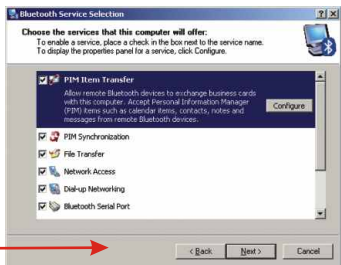 Bluetooth Service Selection
Choose the services that this computer will offer:
To enable a service, place a check in the box next to the service name.
To display the properties panel for a service, click Configure.
PIM Item Transfer
Allow remote Bluetooth devices to exchange business cards
with this computer. Accept Personal Information Manager
(PIM) items such as calendar items, contacts, notes and
messages from remote Bluetooth devices.
Configure
PIM Synchronization
File Transfer
Network Access
Dial-up Networking
Bluetooth Serial Port
< Back Next > Cancel